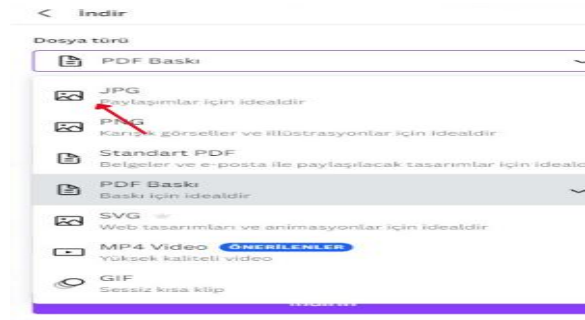 < İndir
Dosya türü
PDF Baskı
JPG
Paylaşımlar için idealdir
PNG
Karışık görseller ve illüstrasyonlar için idealdir
Standart PDF
Belgeler ve e-posta ile paylaşılacak tasarımlar için ideald
PDF Baskı
Baskı için idealdir
SVG
Web tasarımları ve animasyonlar için idealdir
MP4 Video ÖNERİLENLER
Yüksek kaliteli video
GIF
Sessiz kısa klip